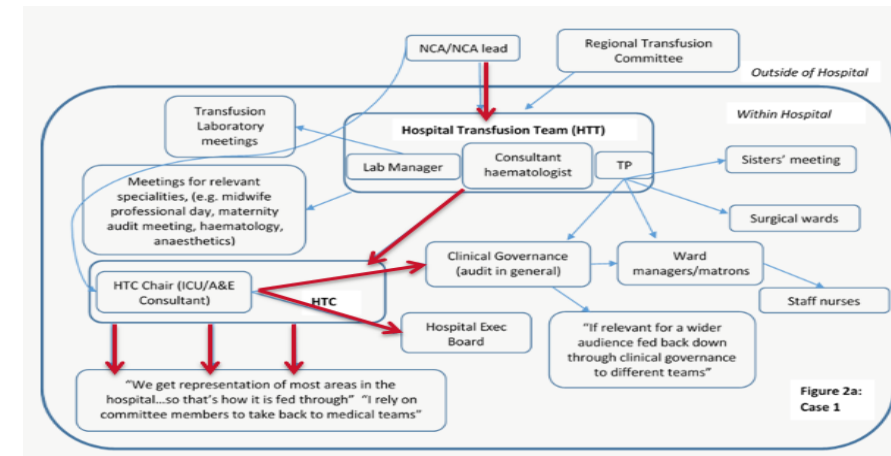 NCA/NCA lead
Regional Transfusion
Committee
Outside of Hospital
Within Hospital
Transfusion
Laboratory
meetings
Hospital Transfusion Team (HTT)
Lab Manager
Consultant
haematologist
TP
Sisters' meeting
Meetings for relevant
specialities, (e.g. midwife
professional day, maternity
audit meeting, haematology,
anaesthetics)
Surgical wards
HTC Chair (ICU/A&E
Consultant)
HTC
Clinical Governance
(audit in general)
Ward
managers/matrons
Staff nurses
Hospital Exec
Board
"If relevant for a wider
audience fed back down
through clinical governance
to different teams"
"We get representation of most areas in the
hospital...so that's how it is fed through" "I rely on
committee members to take back to medical teams"
Figure 2a:
Case 1